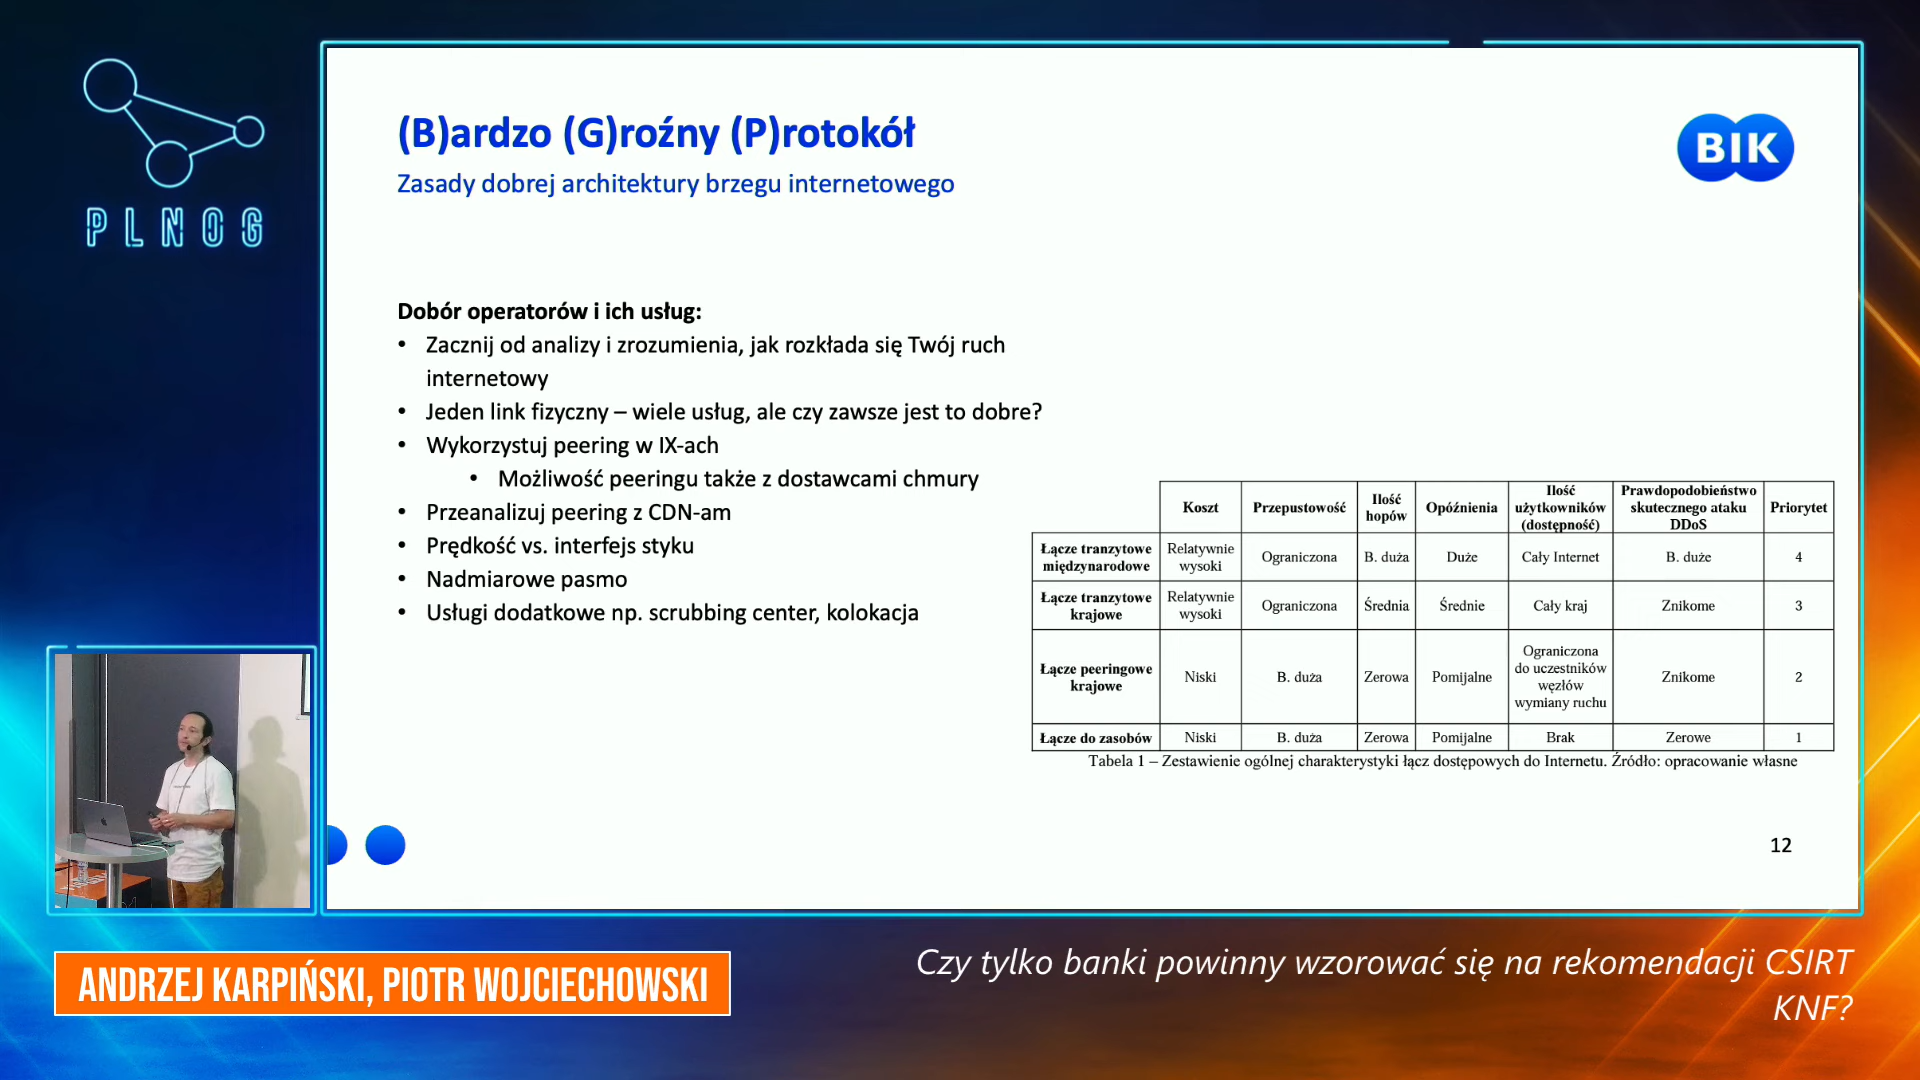 PLNOG
(B)ardzo (G)roźny (P)rotokół
Zasady dobrej architektury brzegu internetowego
BIK
Dobór operatorów i ich usług:
• Zacznij od analizy i zrozumienia, jak rozkłada się Twój ruch
internetowy
• Jeden link fizyczny – wiele usług, ale czy zawsze jest to dobre?
• Wykorzystuj peering w IX-ach
• Możliwość peeringu także z dostawcami chmury
• Przeanalizuj peering z CDN-am
• Prędkość vs. interfejs styku
• Nadmiarowe pasmo
• Usługi dodatkowe np. scrubbing center, kolokacja
Koszt Przepustowość Ilość hopów Opóźnienia Ilość użytkowników (dostępność) Prawdopodobieństwo skutecznego ataku DDoS Priorytet
Łącze tranzytowe międzynarodowe Relatywnie wysoki Ograniczona B. duża Duże Cały Internet B. duże 4
Łącze tranzytowe krajowe Relatywnie wysoki Ograniczona Średnia Średnie Cały kraj Znikome 3
Łącze peeringowe krajowe Niski B. duża Zerowa Pomijalne Ograniczona do uczestników węzłów wymiany ruchu Znikome 2
Łącze do zasobów Niski B. duża Zerowa Pomijalne Brak Zerowe 1
Tabela 1 – Zestawienie ogólnej charakterystyki łącz dostępowych do Internetu. Źródło: opracowanie własne
12
ANDRZEJ KARPIŃSKI, PIOTR WOJCIECHOWSKI
Czy tylko banki powinny wzorować się na rekomendacji CSIRT
KNF?